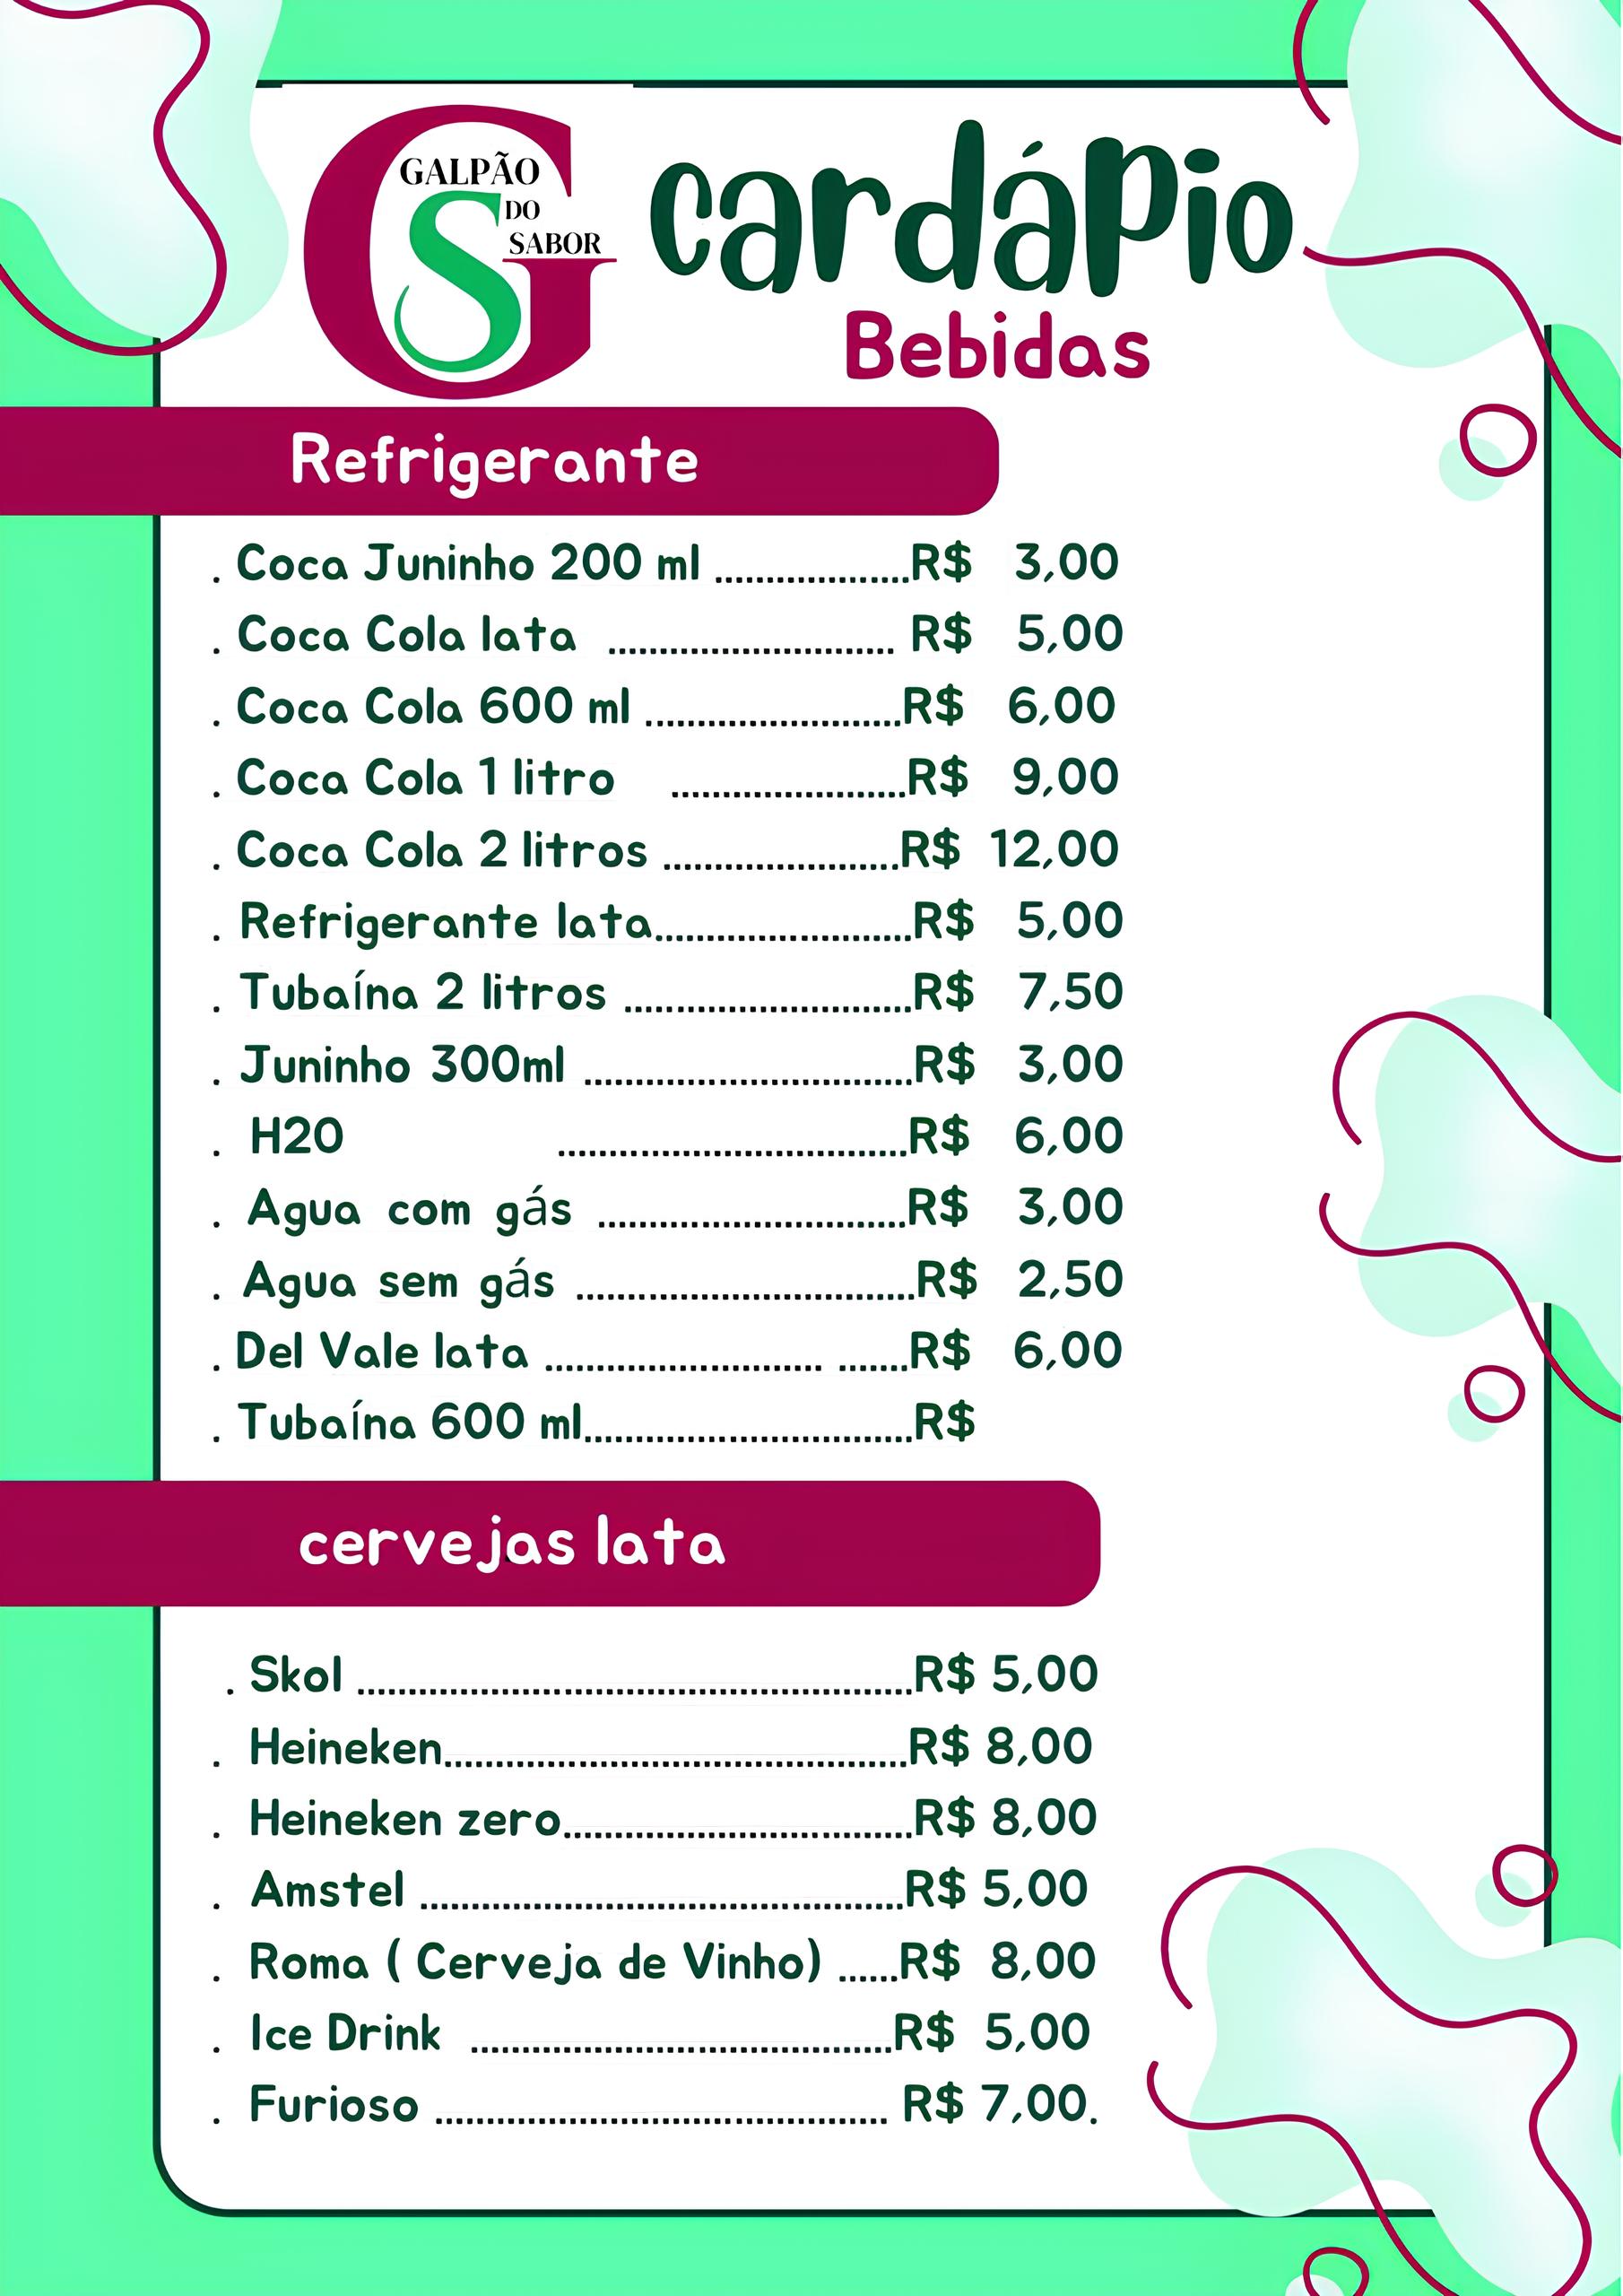 GALPÃO
DO
SABOR
GS
cardápio
Bebidas
Refrigerante
. Coca Juninho 200 ml ...................R$ 3,00
. Coca Cola lata ............................ R$ 5,00
. Coca Cola 600 ml .........................R$ 6,00
. Coca Cola 1 litro .......................R$ 9,00
. Coca Cola 2 litros .......................R$ 12,00
. Refrigerante lata.........................R$ 5,00
. Tubaína 2 litros ............................R$ 7,50
. Juninho 300ml ................................R$ 3,00
. H20 ..................................R$ 6,00
. Agua com gás ..............................R$ 3,00
. Agua sem gás .................................R$ 2,50
. Del Vale lata ........................... .......R$ 6,00
. Tubaína 600 ml................................R$
cervejas lata
. Skol ......................................................R$ 5,00
. Heineken.............................................R$ 8,00
. Heineken zero..................................R$ 8,00
. Amstel ...............................................R$ 5,00
. Roma ( Cerveja de Vinho) ......R$ 8,00
. Ice Drink .........................................R$ 5,00
. Furioso ............................................ R$ 7,00.